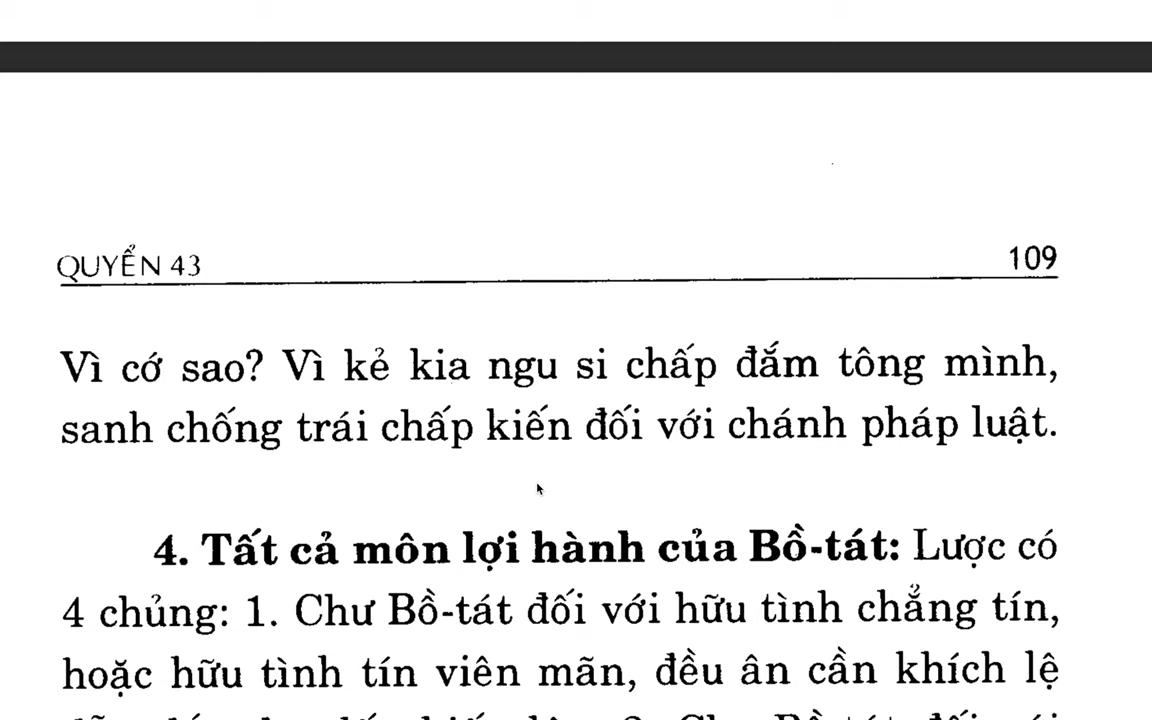 QUYỂN 43
109
Vì cớ sao? Vì kẻ kia ngu si chấp đắm tông mình,
sanh chống trái chấp kiến đối với chánh pháp luật.
4. Tất cả môn lợi hành của Bồ-tát: Lược có
4 chủng: 1. Chư Bồ-tát đối với hữu tình chẳng tín,
hoặc hữu tình tín viên mãn, đều ân cần khích lệ